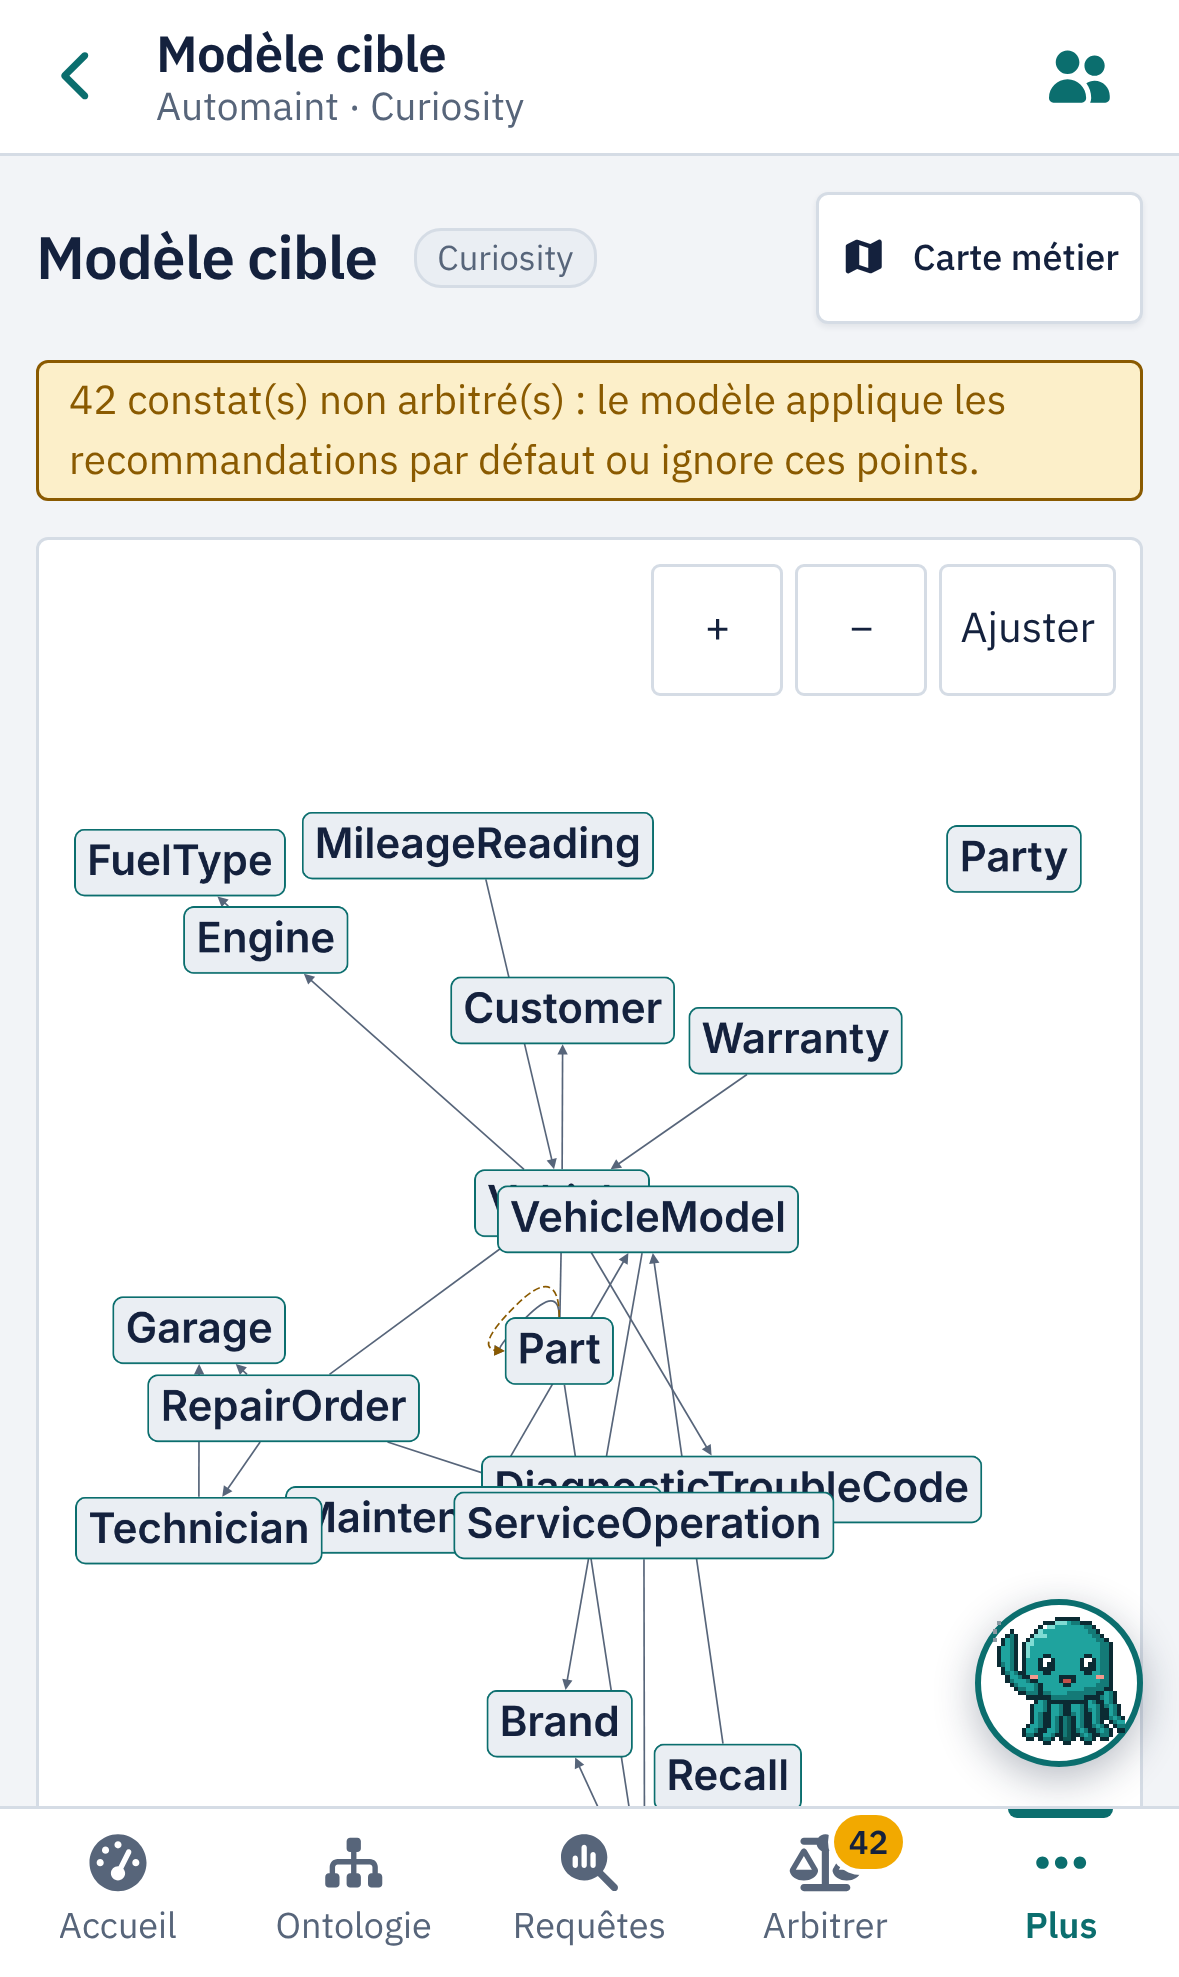 Modèle cible
Automaint · Curiosity
Modèle cible
Curiosity
Carte métier
42 constat(s) non arbitré(s) : le modèle applique les
recommandations par défaut ou ignore ces points.
+
−
Ajuster
FuelType
MileageReading
Party
Engine
Customer
Warranty
VehicleModel
Garage
Part
RepairOrder
DiagnosticTroubleCode
Technician
ServiceOperation
Brand
Recall
42
Accueil
Ontologie
Requêtes
Arbitrer
Plus